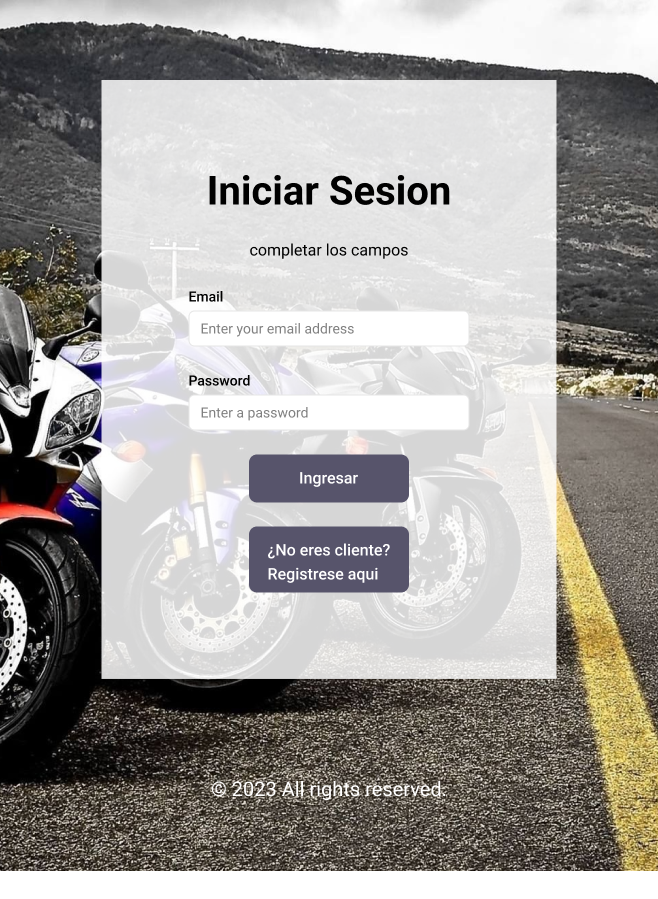 Iniciar Sesion
completar los campos
Email
Enter your email address
Password
Enter a password
Ingresar
¿No eres cliente?
Registrese aqui
© 2023 All rights reserved.